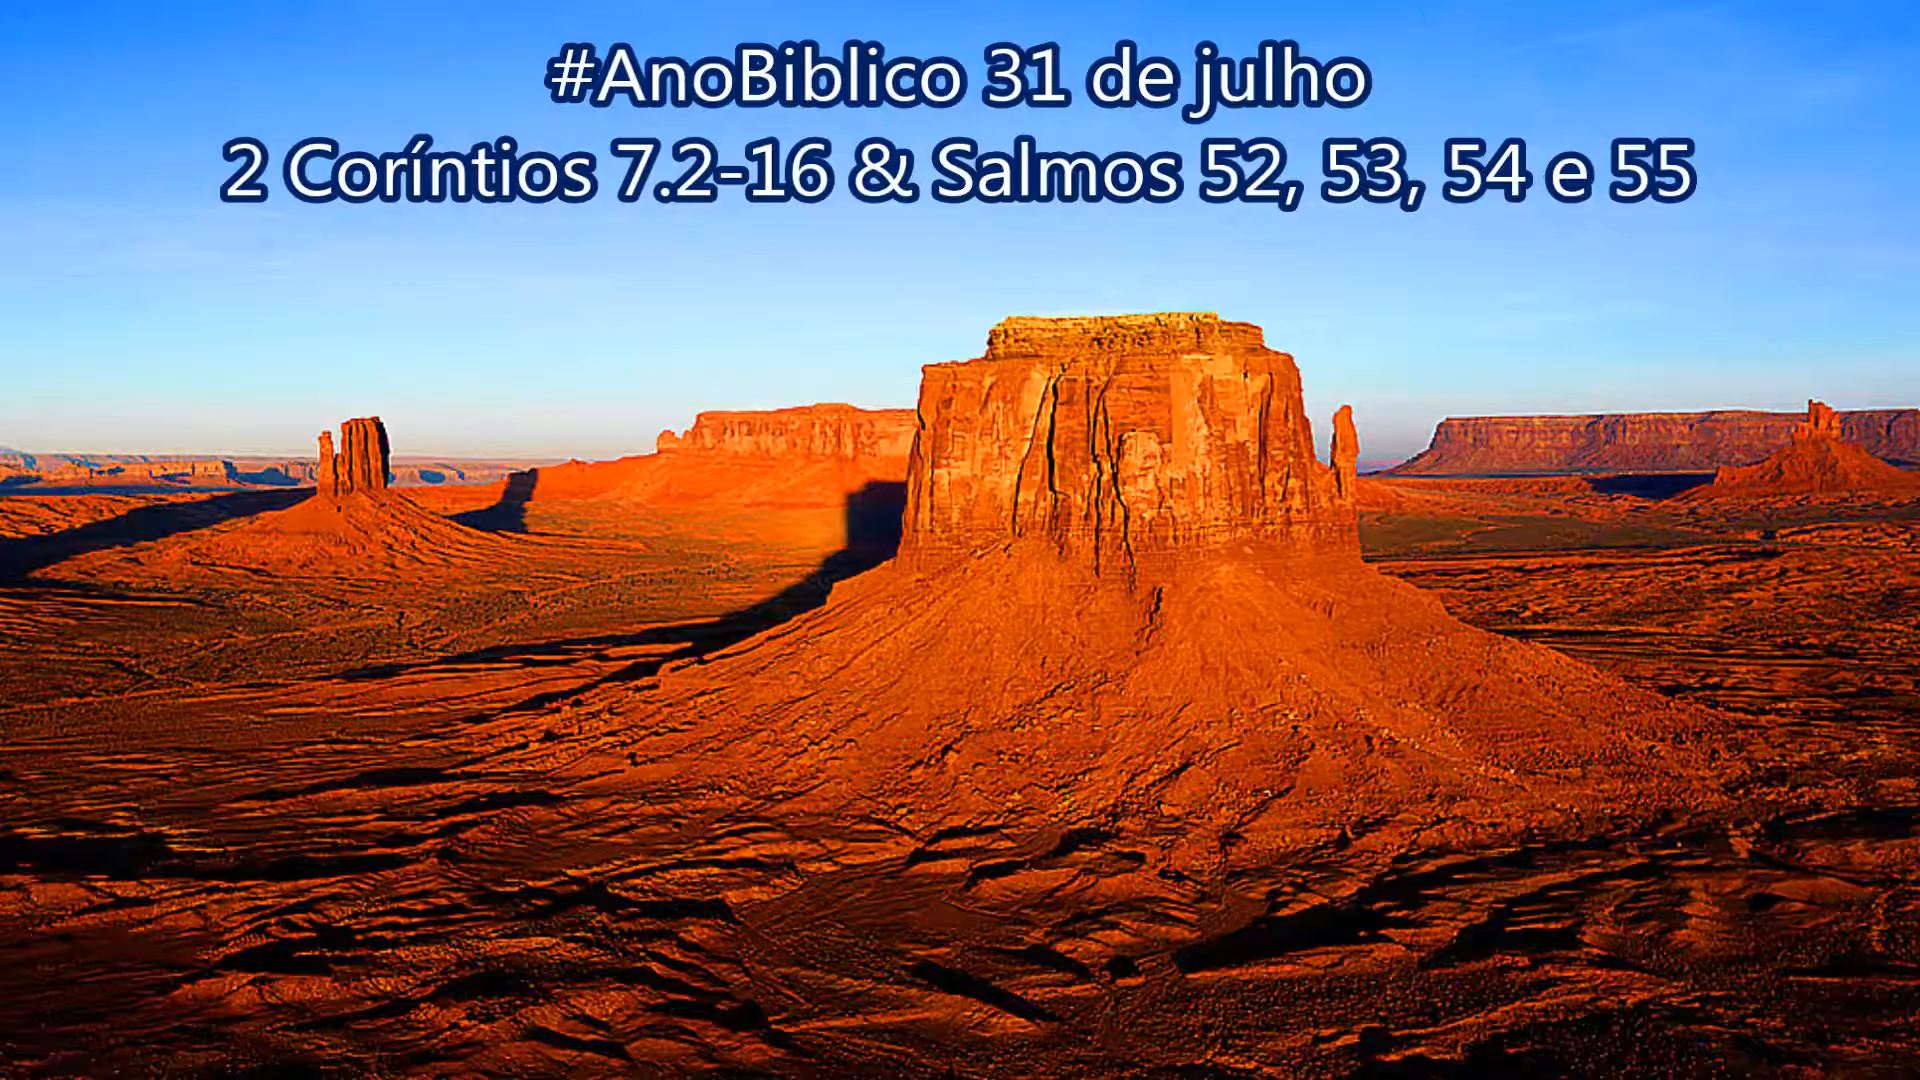 #AnoBiblico 31 de julho
2 Coríntios 7.2-16 & Salmos 52, 53, 54 e 55